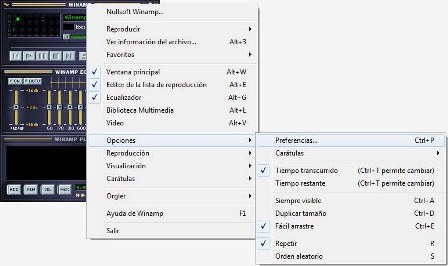 Nullsoft Winamp...
Reproducir
Ver información del archivo... Alt+3
Favoritos
Ventana principal Alt+W
Editor de la lista de reproducción Alt+E
Ecualizador Alt+G
Biblioteca Multimedia Alt+L
Video Alt+V
Opciones
Reproducción
Visualización
Carátulas
Orgler
Ayuda de Winamp F1
Salir
Preferencias... Ctrl+P
Carátulas
Tiempo transcurrido (Ctrl+T permite cambiar)
Tiempo restante (Ctrl+T permite cambiar)
Siempre visible Ctrl+A
Duplicar tamaño Ctrl+D
Fácil arrastre Ctrl+E
Repetir R
Orden aleatorio S
WINAMP
WINAMP